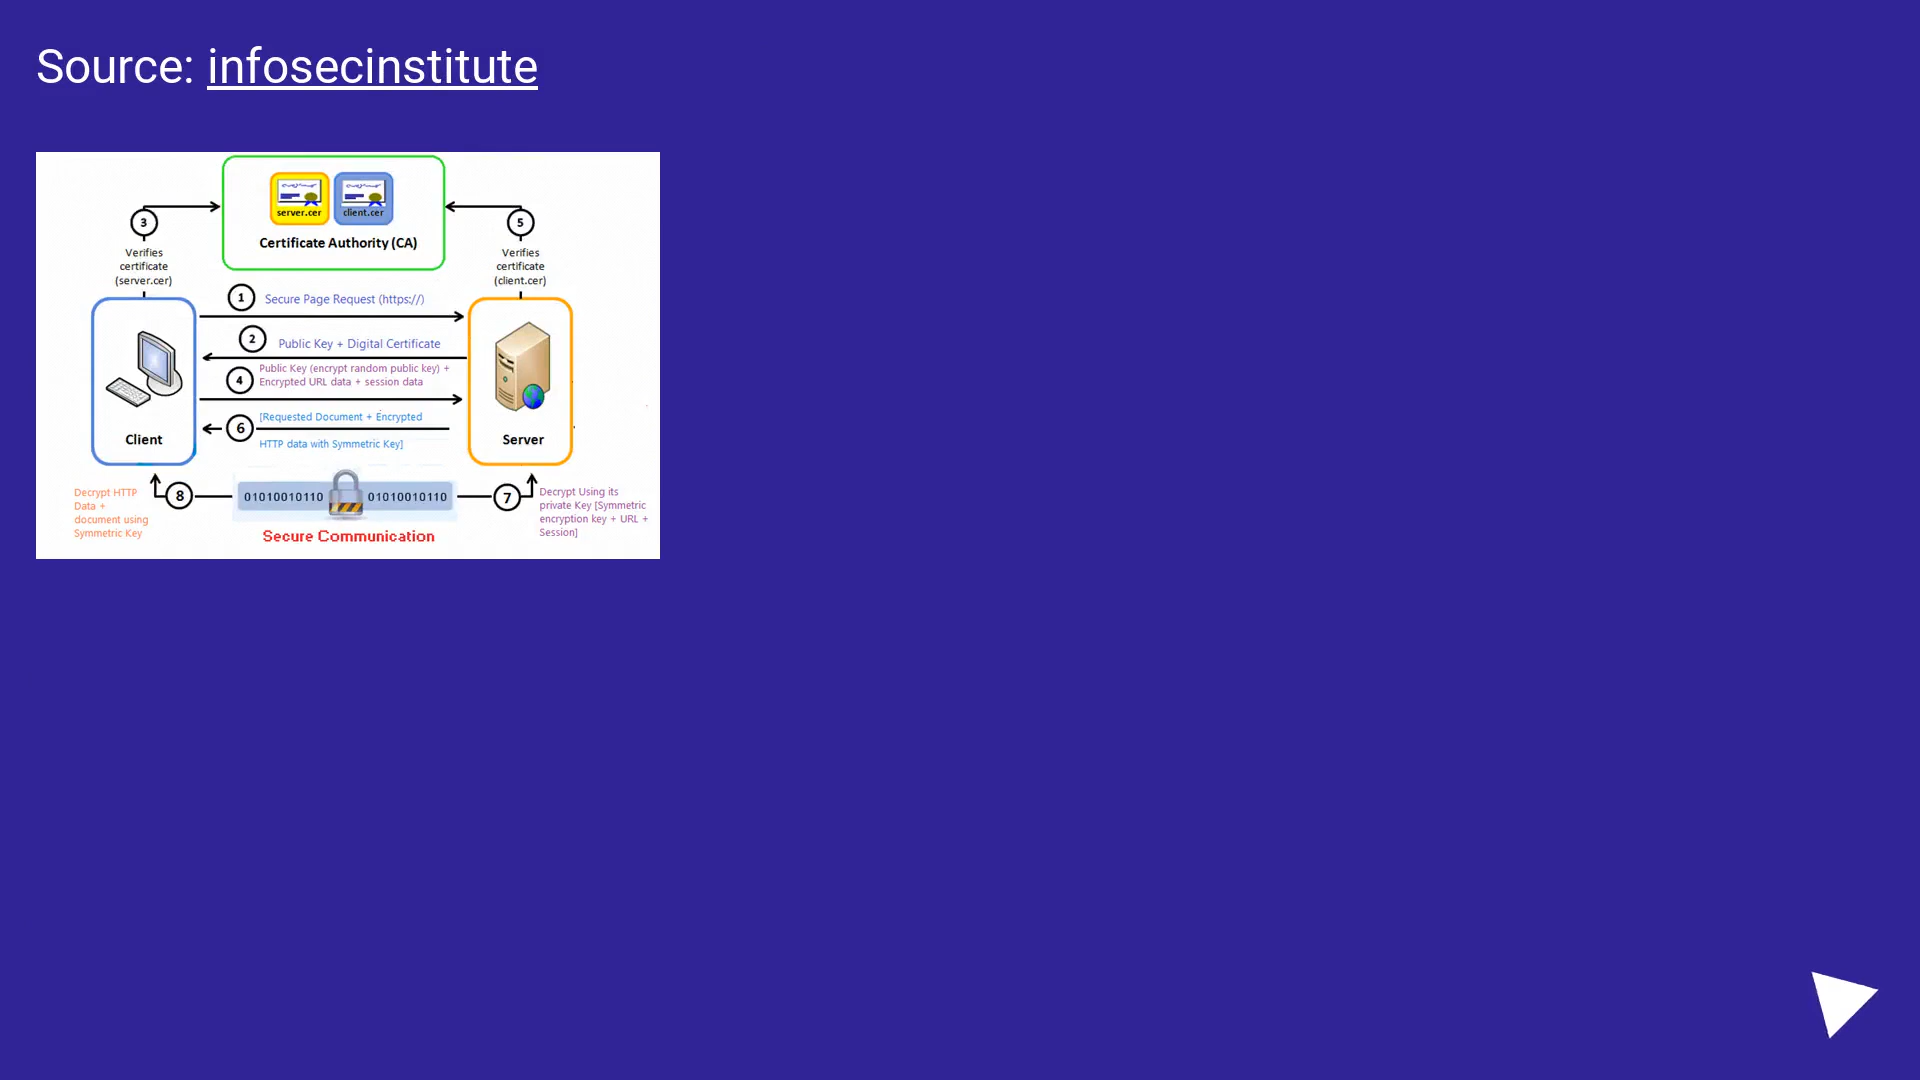 Source: infosecinstitute
server.cer
client.cer
Certificate Authority (CA)
3
Verifies
certificate
(server.cer)
5
Verifies
certificate
(client.cer)
1
Secure Page Request (https://)
2
Public Key + Digital Certificate
4
Public Key (encrypt random public key) +
Encrypted URL data + session data
6
[Requested Document + Encrypted
HTTP data with Symmetric Key]
Client
Server
8
Decrypt HTTP
Data +
document using
Symmetric Key
01010010110
01010010110
Secure Communication
7
Decrypt Using its
private Key [Symmetric
encryption key + URL +
Session]